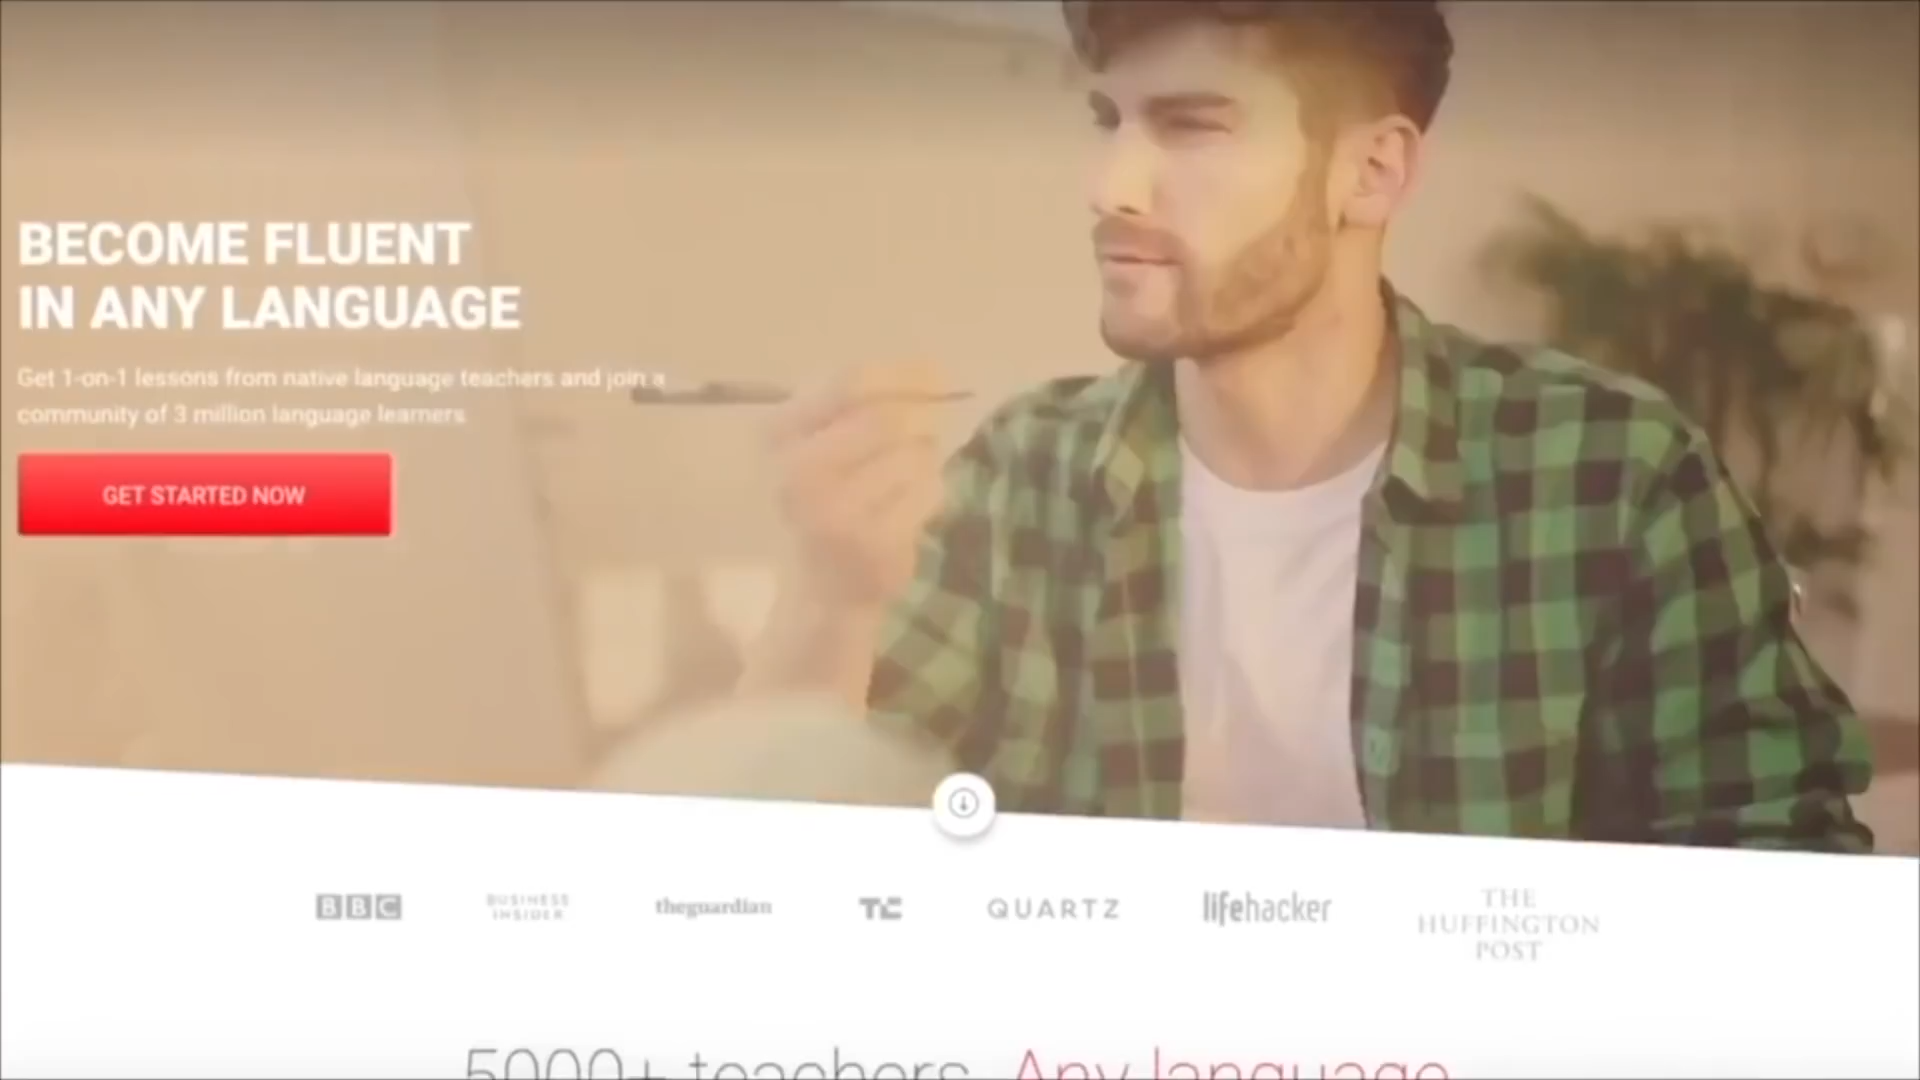 BECOME FLUENT
IN ANY LANGUAGE
Get 1-on-1 lessons from native language teachers and join a
community of 3 million language learners.
GET STARTED NOW
BBC
BUSINESS
INSIDER
theguardian
TC
QUARTZ
lifehacker
THE
HUFFINGTON
POST
5000+ teachers. Any language